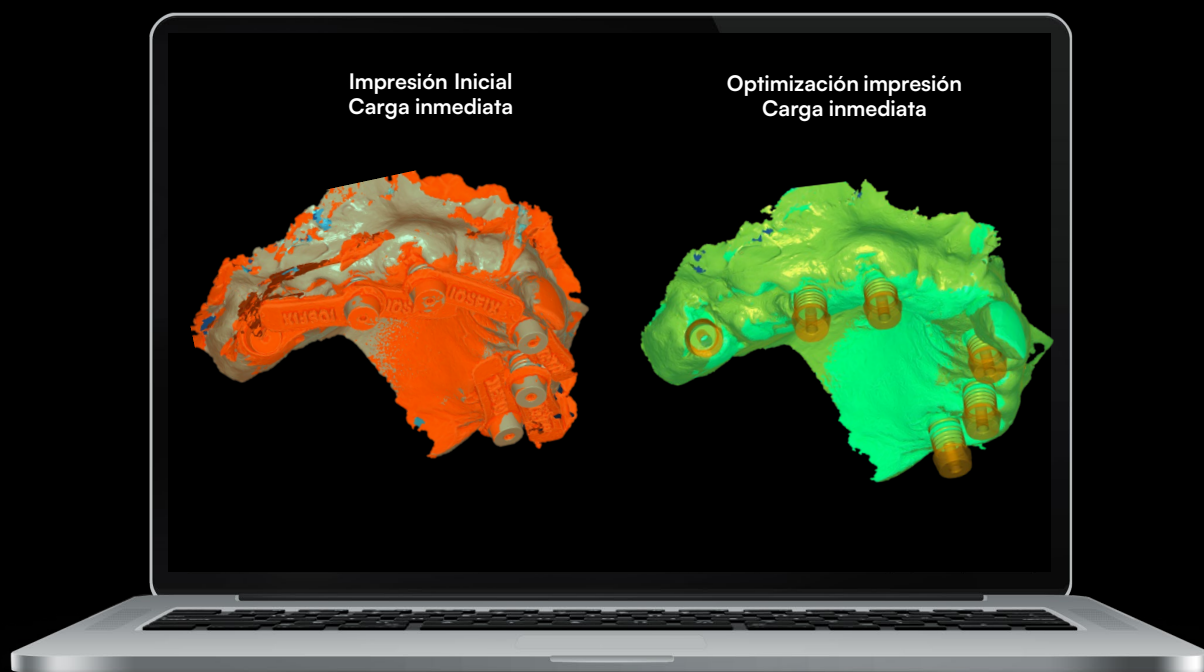 Impresión Inicial
Carga inmediata
Optimización impresión
Carga inmediata